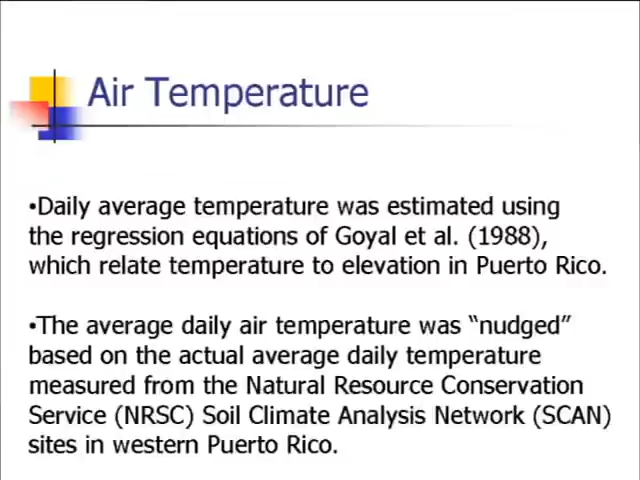 Air Temperature
•Daily average temperature was estimated using
the regression equations of Goyal et al. (1988),
which relate temperature to elevation in Puerto Rico.
•The average daily air temperature was “nudged”
based on the actual average daily temperature
measured from the Natural Resource Conservation
Service (NRSC) Soil Climate Analysis Network (SCAN)
sites in western Puerto Rico.